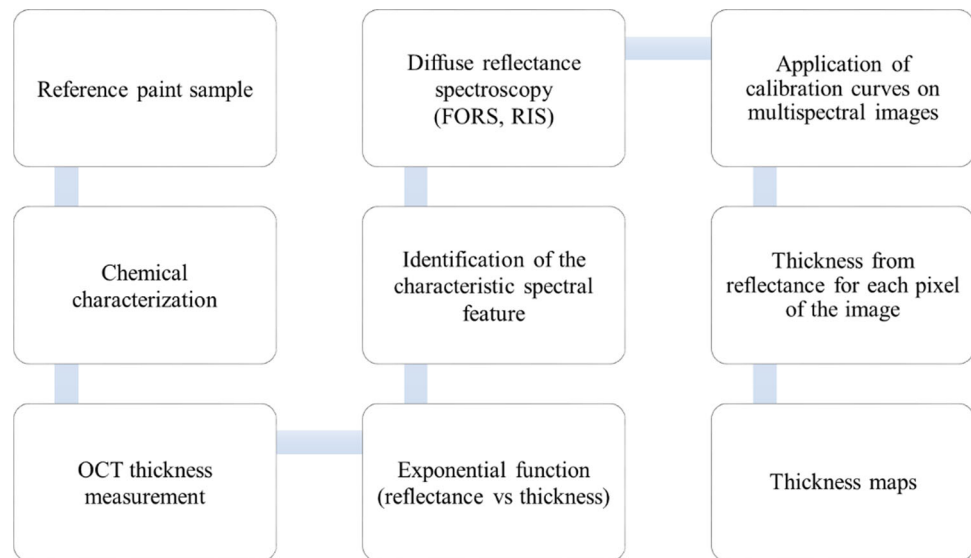 Reference paint sample
Chemical
characterization
OCT thickness
measurement
Exponential function
(reflectance vs thickness)
Identification of the
characteristic spectral
feature
Diffuse reflectance
spectroscopy
(FORS, RIS)
Application of
calibration curves on
multispectral images
Thickness from
reflectance for each pixel
of the image
Thickness maps